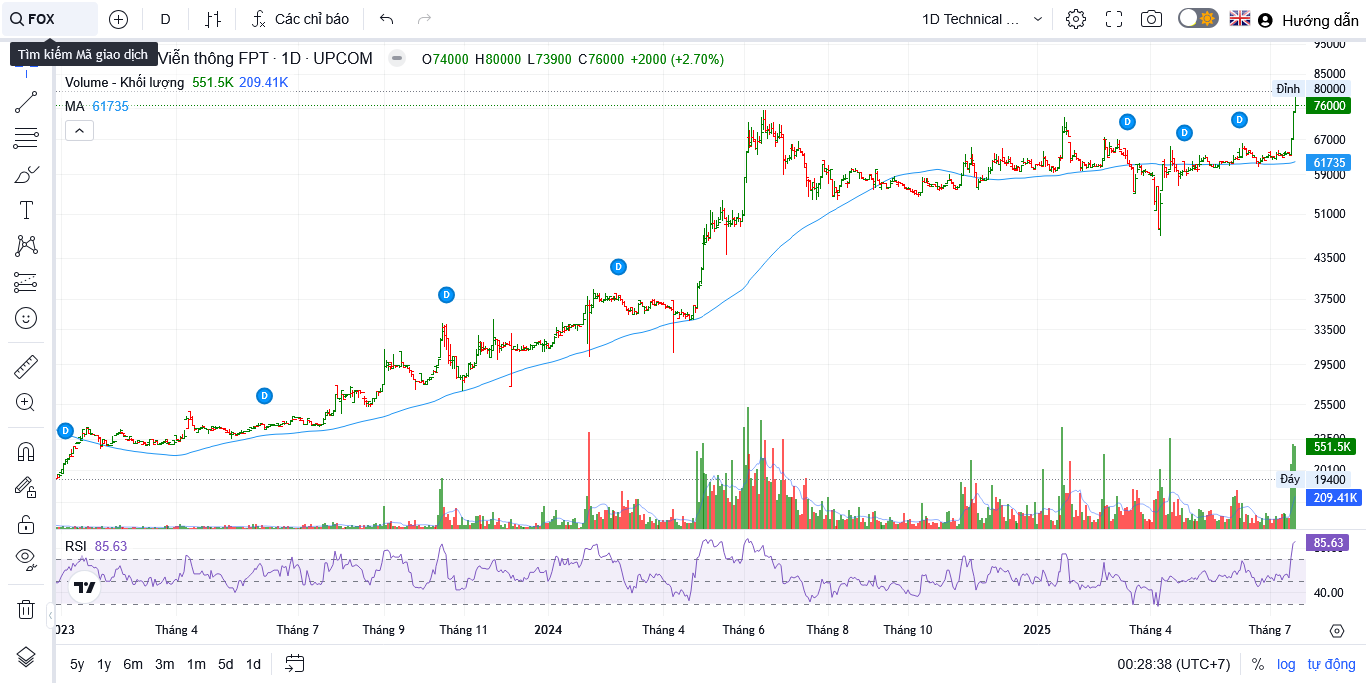 FOX
D
Các chỉ báo
1D Technical ...
Hướng dẫn
Tìm kiếm Mã giao dịch
Viễn thông FPT · 1D · UPCOM
O74000 H80000 L73900 C76000 +2000 (+2.70%)
Volume - Khối lượng 551.5K 209.41K
MA 61735
95000
85000
Đỉnh 80000
76000
67000
61735
59000
51000
43500
37500
33500
29500
25500
551.5K
20100
Đáy 19400
209.41K
D
D
D
D
D
D
D
RSI 85.63
85.63
40.00
2023
Tháng 4
Tháng 7
Tháng 9
Tháng 11
2024
Tháng 4
Tháng 6
Tháng 8
Tháng 10
2025
Tháng 4
Tháng 7
5y 1y 6m 3m 1m 5d 1d
00:28:38 (UTC+7)
% log tự động